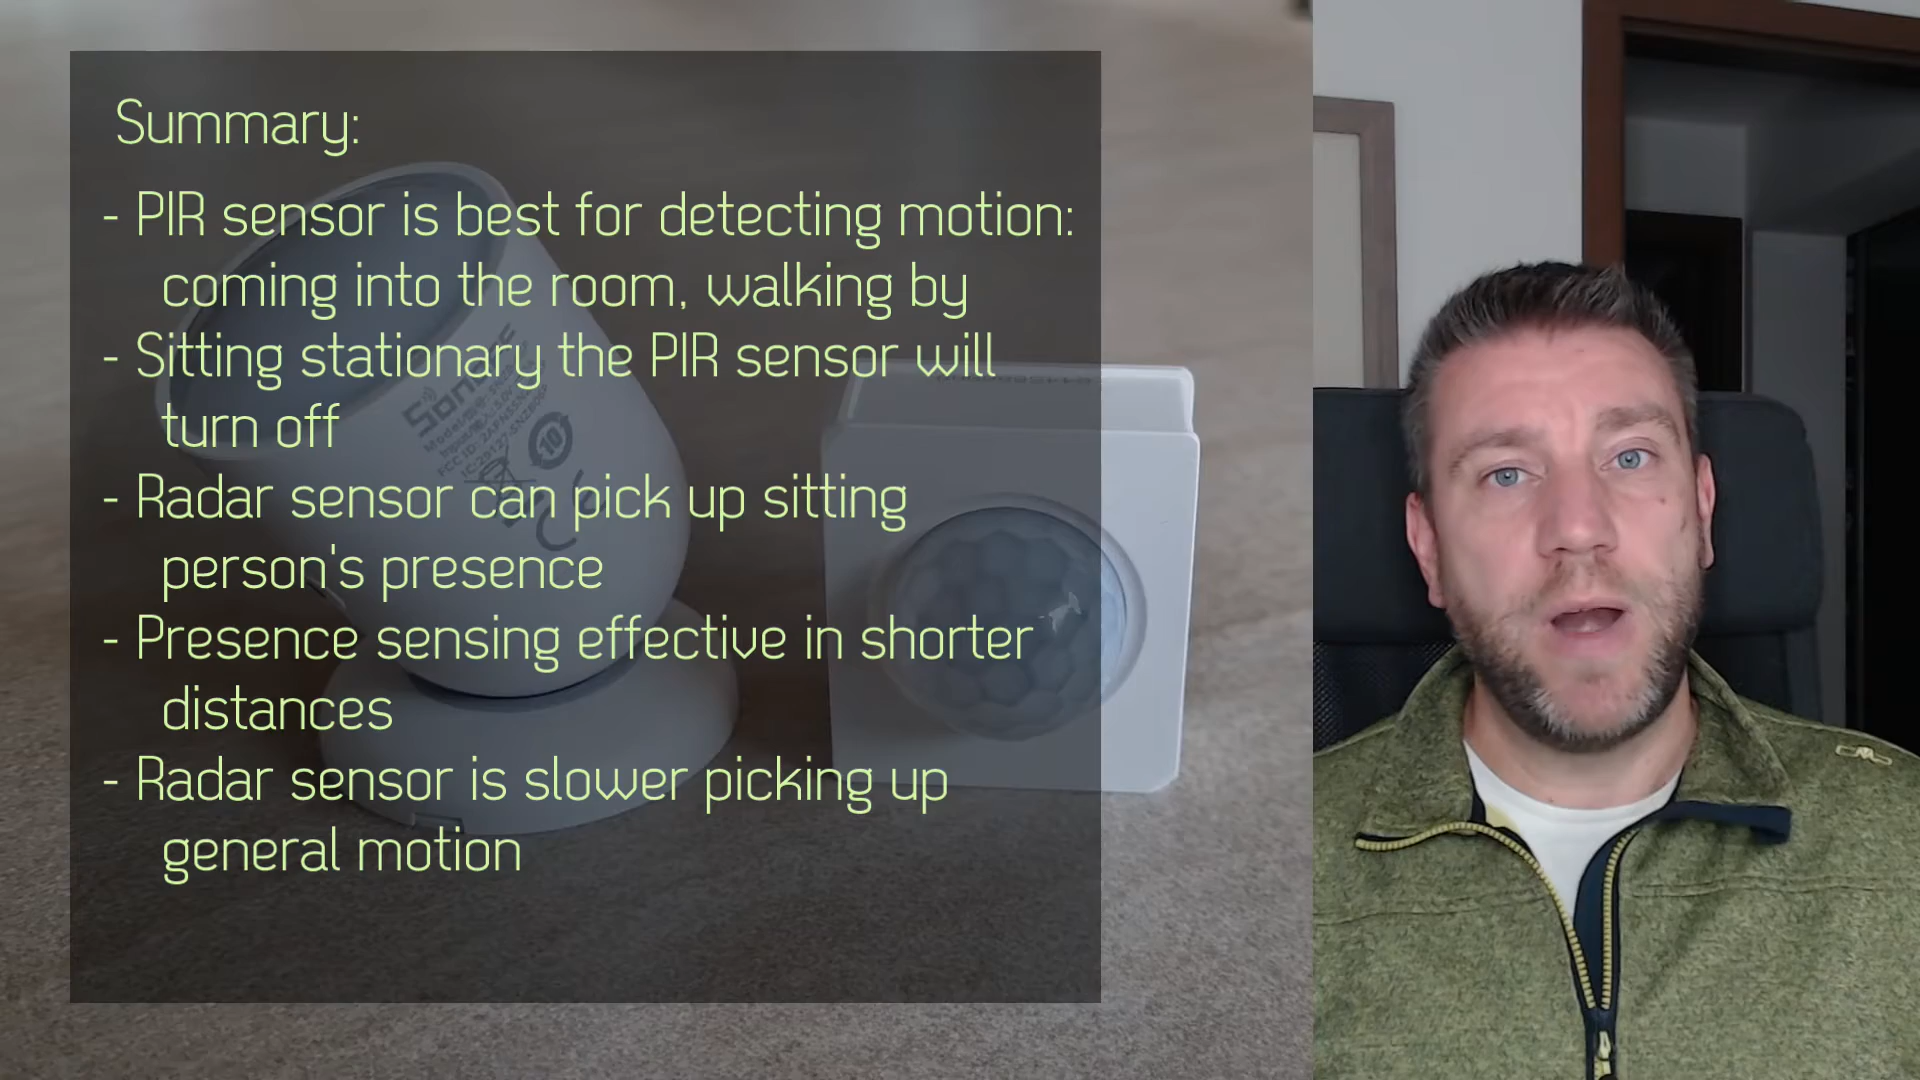 Summary:
- PIR sensor is best for detecting motion:
coming into the room, walking by
- Sitting stationary the PIR sensor will
turn off
- Radar sensor can pick up sitting
person's presence
- Presence sensing effective in shorter
distances
- Radar sensor is slower picking up
general motion
10